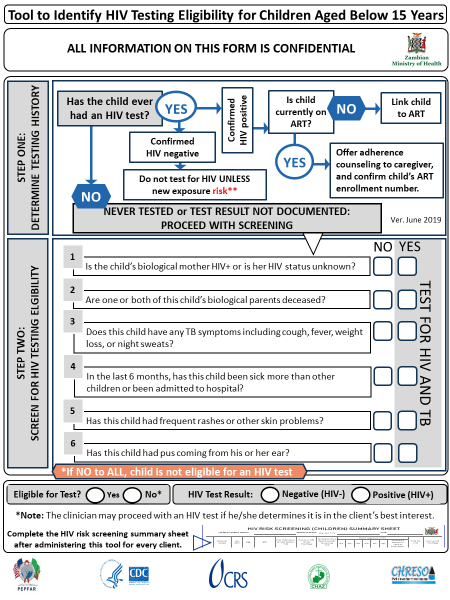 Tool to Identify HIV Testing Eligibility for Children Aged Below 15 Years
ALL INFORMATION ON THIS FORM IS CONFIDENTIAL
Zambian
Ministry of Health
STEP ONE:
DETERMINE TESTING HISTORY
Has the child ever
had an HIV test?
YES
Confirmed
HIV positive
Is child
currently on
ART?
NO
Link child
to ART
Confirmed
HIV negative
YES
Offer adherence
counseling to caregiver,
and confirm child's ART
enrollment number.
Do not test for HIV UNLESS
new exposure risk**
NO
NEVER TESTED or TEST RESULT NOT DOCUMENTED:
PROCEED WITH SCREENING
Ver. June 2019
STEP TWO:
SCREEN FOR HIV TESTING ELGIBILITY
NO YES
1
Is the child's biological mother HIV+ or is her HIV status unknown?
2
Are one or both of this child's biological parents deceased?
3
Does this child have any TB symptoms including cough, fever, weight
loss, or night sweats?
4
In the last 6 months, has this child been sick more than other
children or been admitted to hospital?
5
Has this child had frequent rashes or other skin problems?
6
Has this child had pus coming from his or her ear?
TEST FOR HIV AND TB
*If NO to ALL, child is not eligible for an HIV test
Eligible for Test? Yes No*
HIV Test Result: Negative (HIV-) Positive (HIV+)
*Note: The clinician may proceed with an HIV test if he/she determines it is in the client's best interest.
Complete the HIV risk screening summary sheet
after administering this tool for every client.
HIV RISK SCREENING (CHILDREN) SUMMARY SHEET
PEPFAR
CDC
CRS
CHAZ
CHRESO